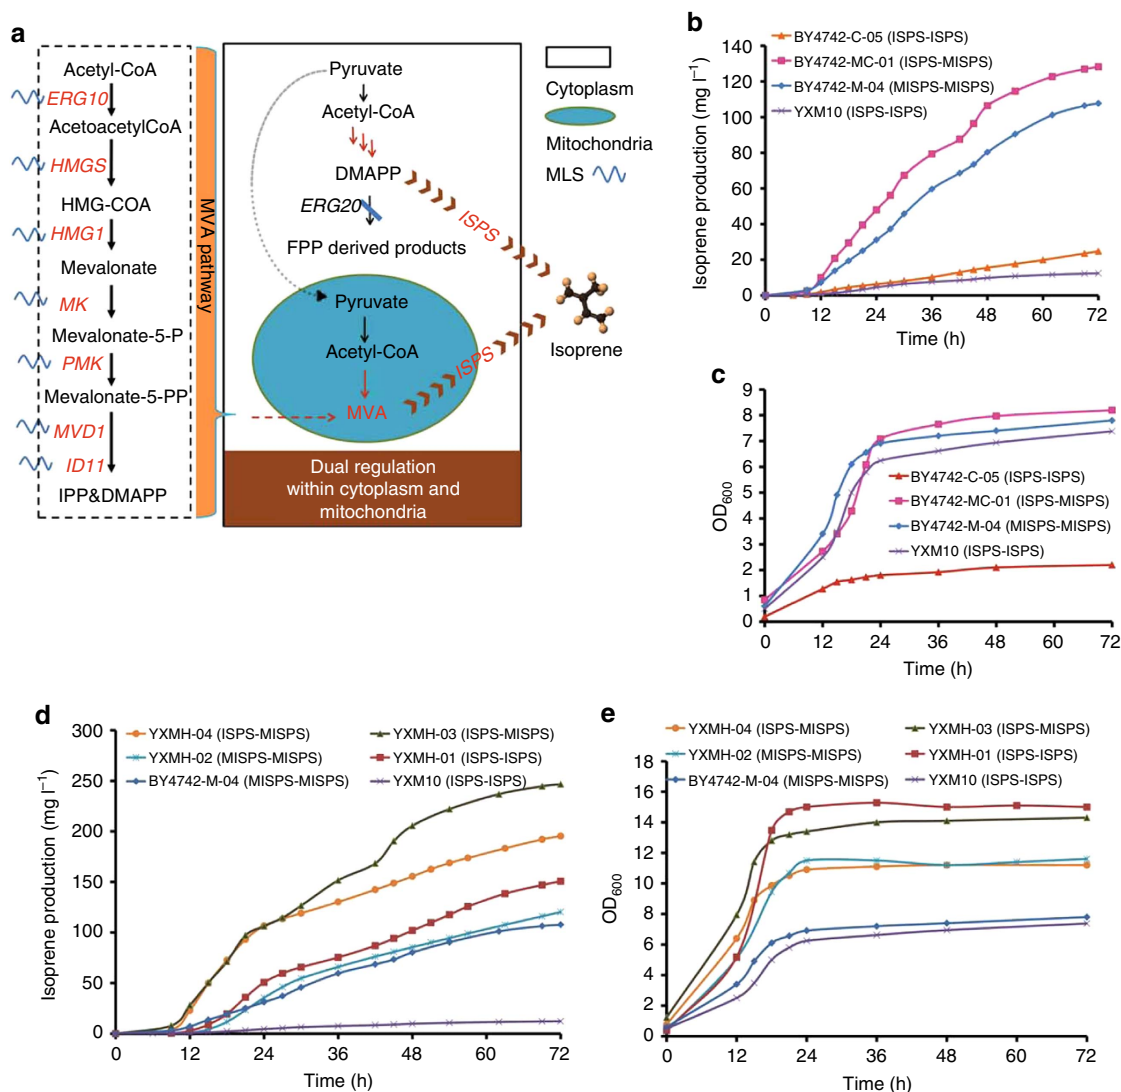 a
Acetyl-CoA
ERG10
AcetoacetylCoA
HMGS
HMG-COA
HMG1
Mevalonate
MK
Mevalonate-5-P
PMK
Mevalonate-5-PP
MVD1
ID11
IPP&DMAPP
MVA pathway
Pyruvate
Acetyl-CoA
DMAPP
ERG20
FPP derived products
ISPS
Pyruvate
Acetyl-CoA
MVA
ISPS
Isoprene
Dual regulation
within cytoplasm and
mitochondria
Cytoplasm
Mitochondria
MLS
b
BY4742-C-05 (ISPS-ISPS)
BY4742-MC-01 (ISPS-MISPS)
BY4742-M-04 (MISPS-MISPS)
YXM10 (ISPS-ISPS)
Isoprene production (mg l⁻¹)
140
120
100
80
60
40
20
0
0 12 24 36 48 60 72
Time (h)
c
BY4742-C-05 (ISPS-ISPS)
BY4742-MC-01 (ISPS-MISPS)
BY4742-M-04 (MISPS-MISPS)
YXM10 (ISPS-ISPS)
OD₆₀₀
9
8
7
6
5
4
3
2
1
0
0 12 24 36 48 60 72
Time (h)
d
YXMH-04 (ISPS-MISPS) YXMH-03 (ISPS-MISPS)
YXMH-02 (MISPS-MISPS) YXMH-01 (ISPS-ISPS)
BY4742-M-04 (MISPS-MISPS) YXM10 (ISPS-ISPS)
Isoprene production (mg l⁻¹)
300
250
200
150
100
50
0
0 12 24 36 48 60 72
Time (h)
e
YXMH-04 (ISPS-MISPS) YXMH-03 (ISPS-MISPS)
YXMH-02 (MISPS-MISPS) YXMH-01 (ISPS-ISPS)
BY4742-M-04 (MISPS-MISPS) YXM10 (ISPS-ISPS)
OD₆₀₀
18
16
14
12
10
8
6
4
2
0
0 12 24 36 48 60 72
Time (h)